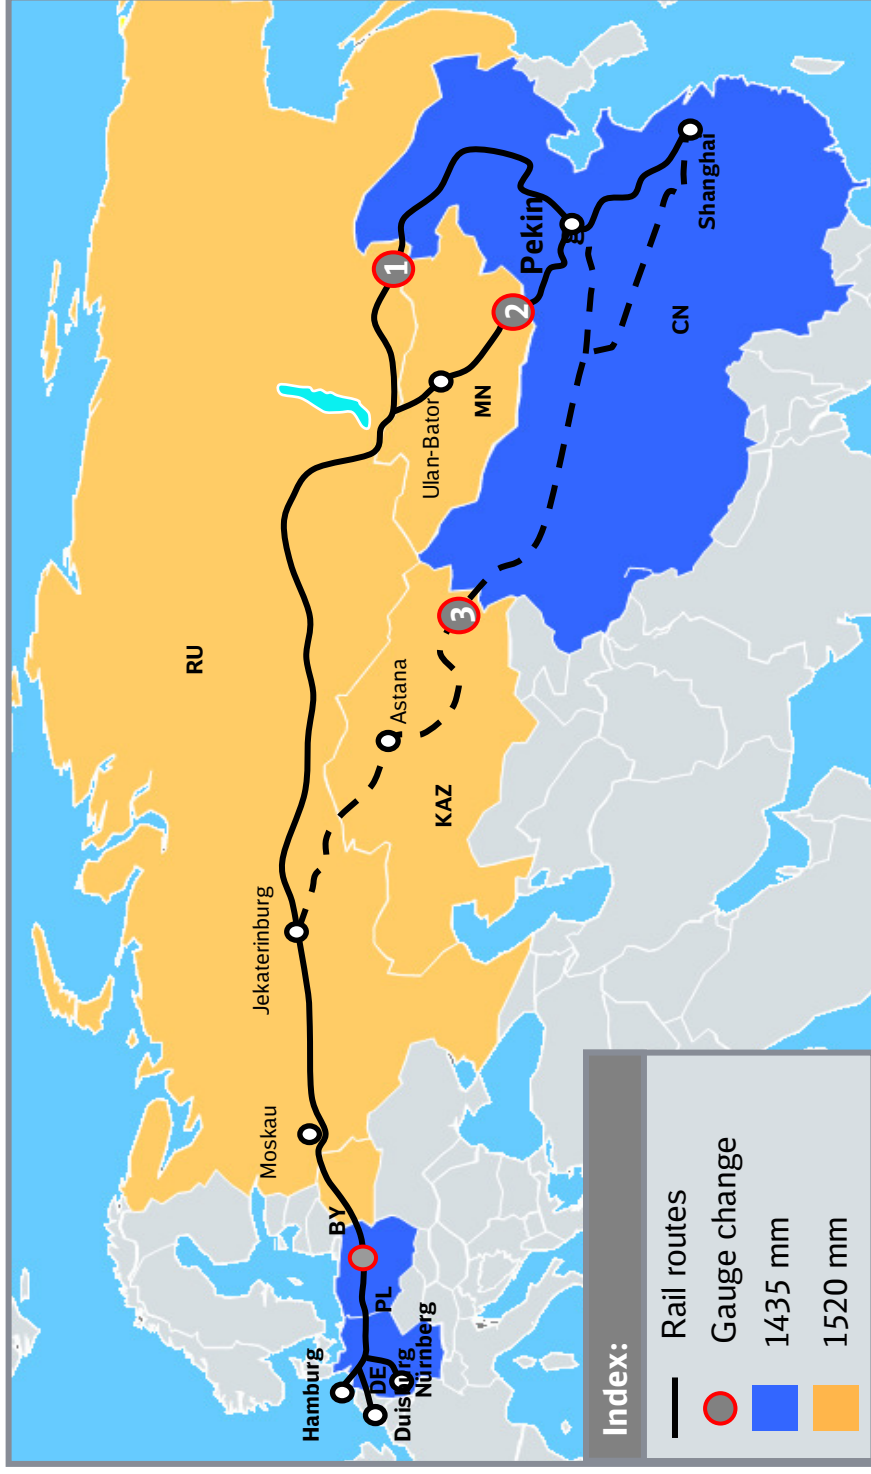 RU
Jekaterinburg
Moskau
Astana
KAZ
Ulan-Bator
MN
Pekin
Shanghai
CN
1
2
3
BY
PL
DE
Hamburg
Duisburg
Nürnberg
Index:
Rail routes
Gauge change
1435 mm
1520 mm